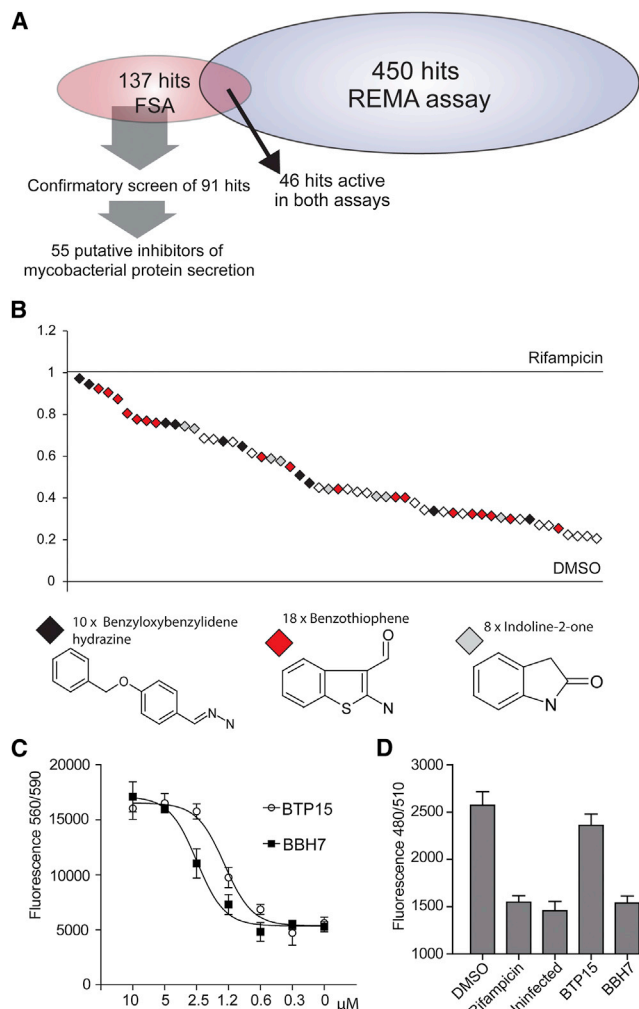 A
137 hits
FSA
450 hits
REMA assay
Confirmatory screen of 91 hits
46 hits active
in both assays
55 putative inhibitors of
mycobacterial protein secretion
B
1.2
1
0.8
0.6
0.4
0.2
0
Rifampicin
DMSO
10 x Benzyloxybenzylidene
hydrazine
18 x Benzothiophene
8 x Indoline-2-one
O
N
N
O
S
N
N
O
C
Fluorescence 560/590
20000
15000
10000
5000
0
BTP15
BBH7
10 5 2.5 1.2 0.6 0.3 0 µM
D
Fluorescence 480/510
3000
2500
2000
1500
1000
DMSO
Rifampicin
Uninfected
BTP15
BBH7